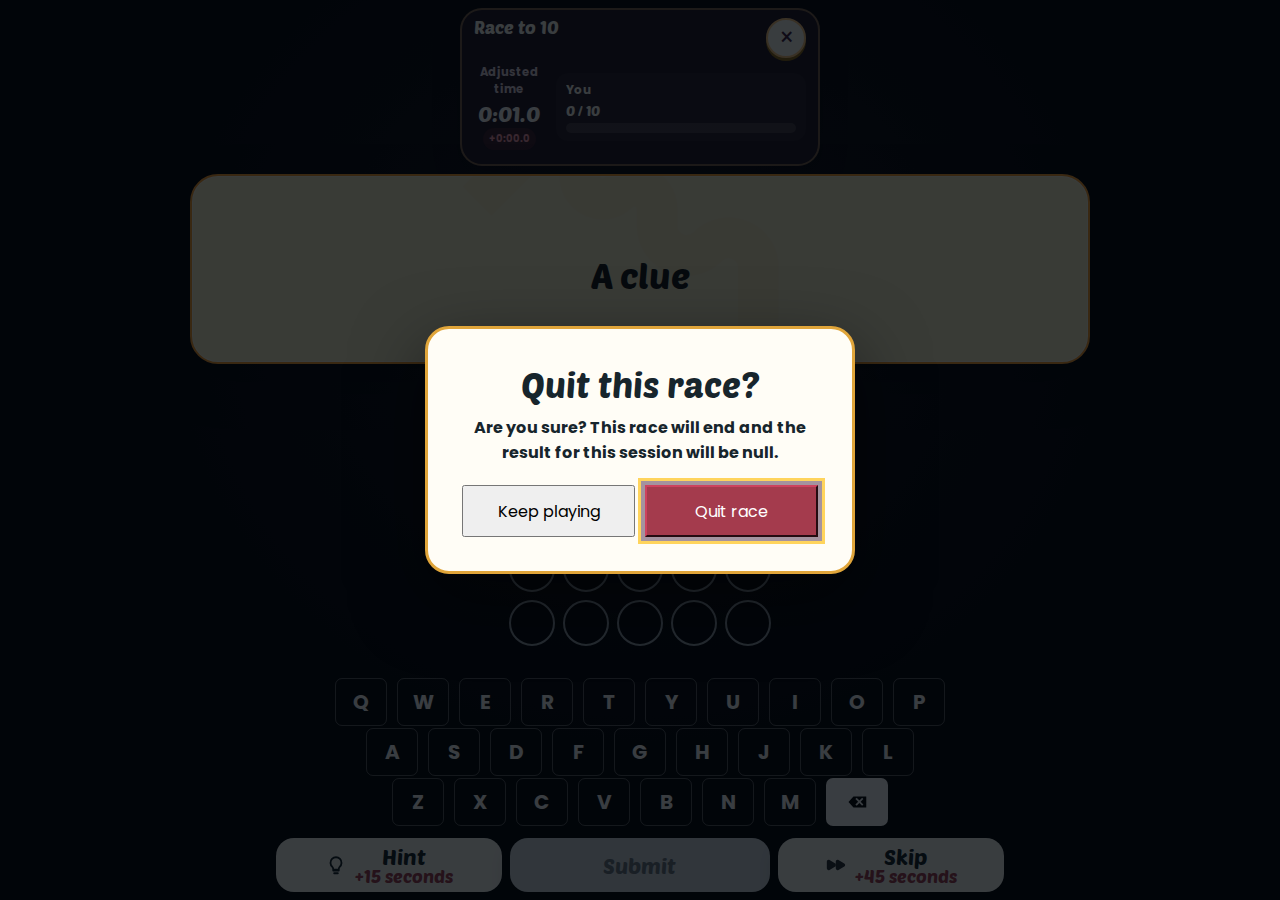 Race to 10
×
Adjusted
time
0:01.0
+0:00.0
You
0 / 10
A clue
Quit this race?
Are you sure? This race will end and the
result for this session will be null.
Keep playing
Quit race
Q W E R T Y U I O P
A S D F G H J K L
Z X C V B N M
Hint
+15 seconds
Submit
Skip
+45 seconds